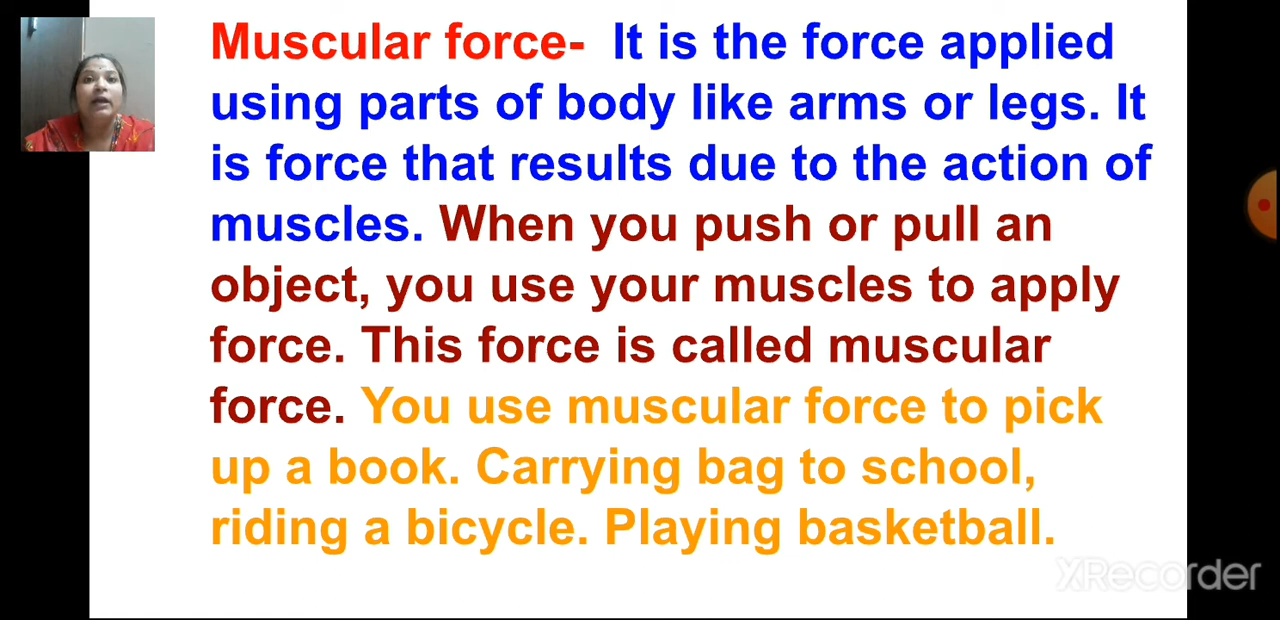 Muscular force-  It is the force applied
using parts of body like arms or legs. It
is force that results due to the action of
muscles. When you push or pull an
object, you use your muscles to apply
force. This force is called muscular
force. You use muscular force to pick
up a book. Carrying bag to school,
riding a bicycle. Playing basketball.
XRecorder